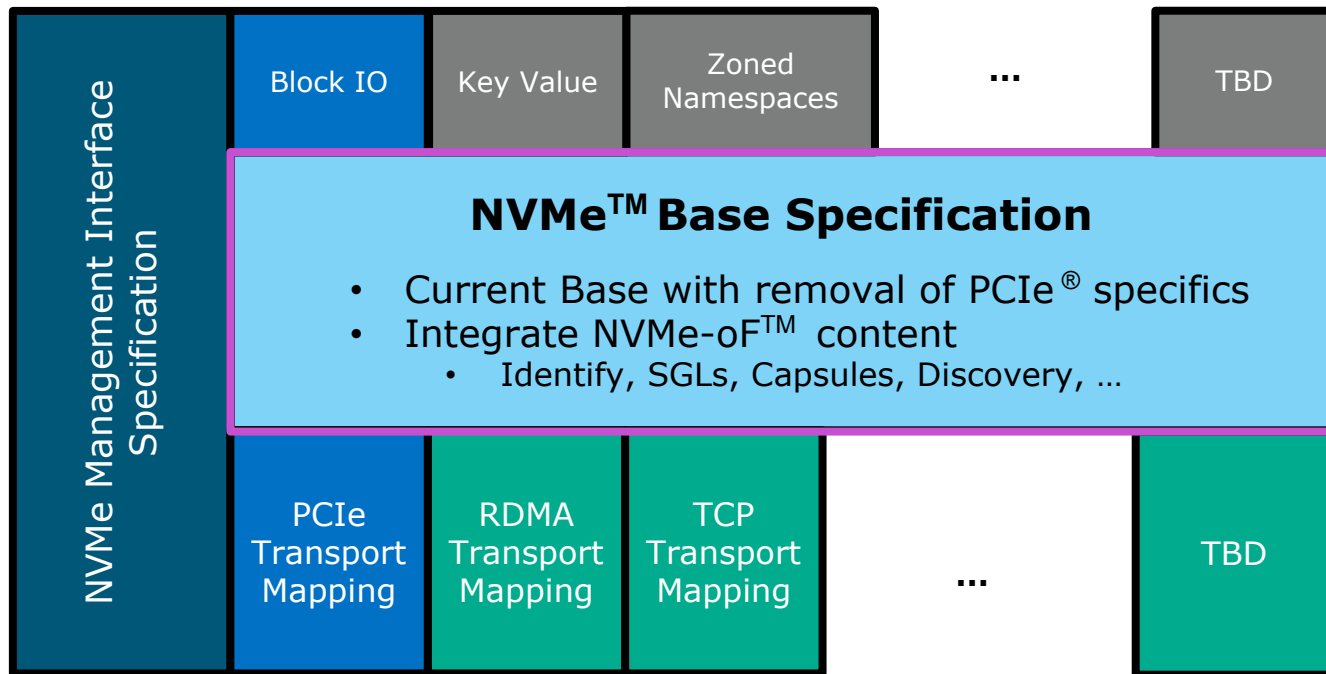 NVMe Management Interface
Specification
Block IO
Key Value
Zoned
Namespaces
...
TBD
NVMe™ Base Specification
• Current Base with removal of PCIe® specifics
• Integrate NVMe-oF™ content
• Identify, SGLs, Capsules, Discovery, ...
PCIe
Transport
Mapping
RDMA
Transport
Mapping
TCP
Transport
Mapping
...
TBD